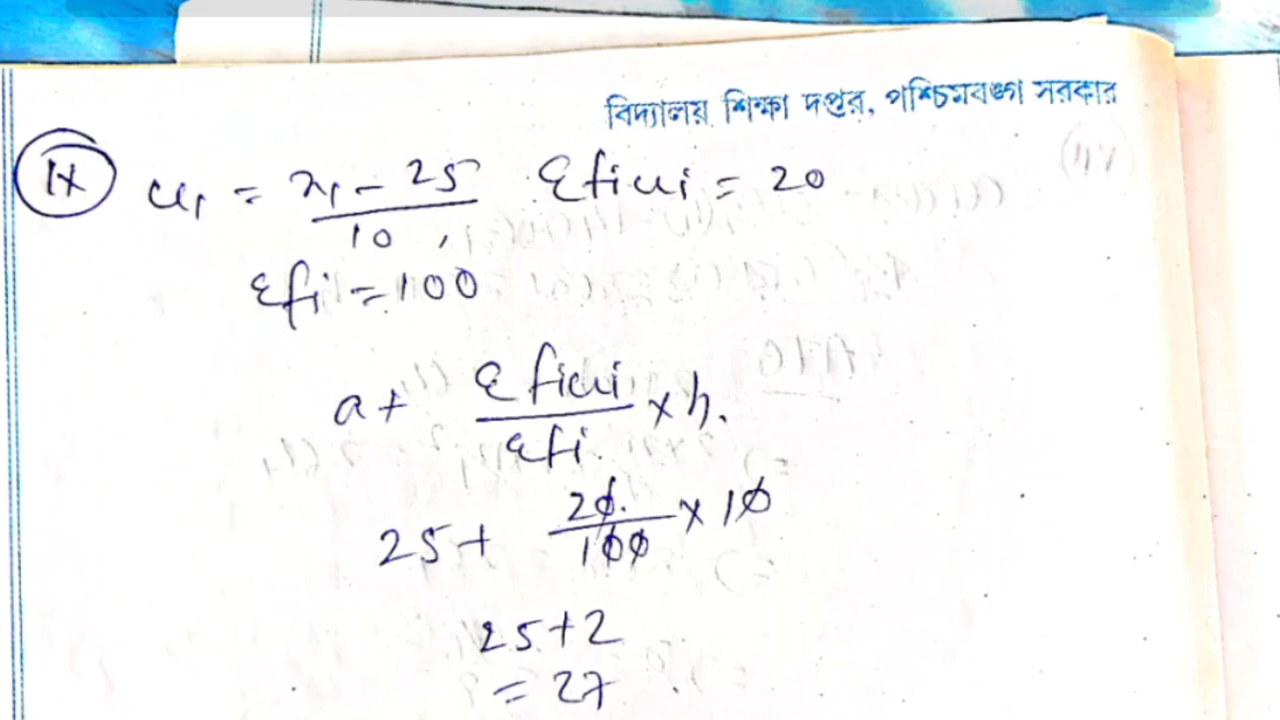 বিদ্যালয় শিক্ষা দপ্তর, পশ্চিমবঙ্গ সরকার
IX u₁ = x₁ - 25 / 10 , Σfiui = 20
Σfi = 100
a + Σfiui / Σfi × h.
25 + 20 / 100 × 10
25 + 2
= 27